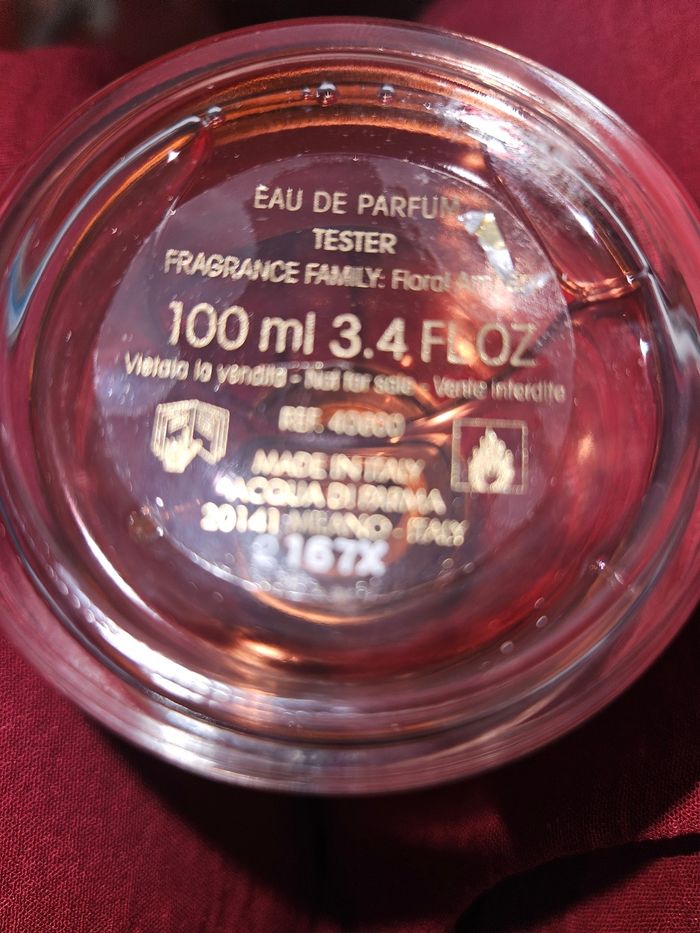 EAU DE PARFUM
TESTER
FRAGRANCE FAMILY: Floral
100 ml 3.4 FL OZ
Vietata la vendita - Not for sale - Vente interdite
REF.
MADE IN ITALY
ACQUA DI PARMA
20141 MILANO - ITALY
167X